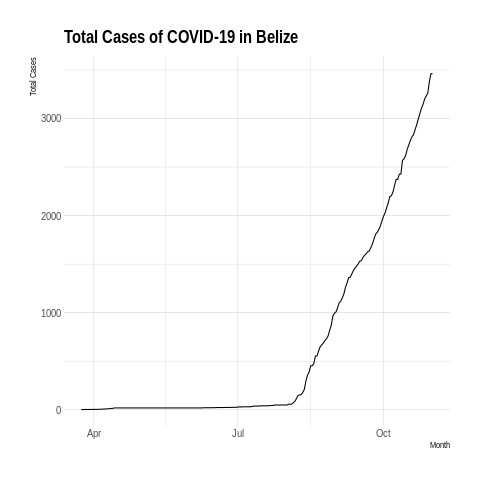 Total Cases of COVID-19 in Belize
Total Cases
3000
2000
1000
0
Apr Jul Oct
Month